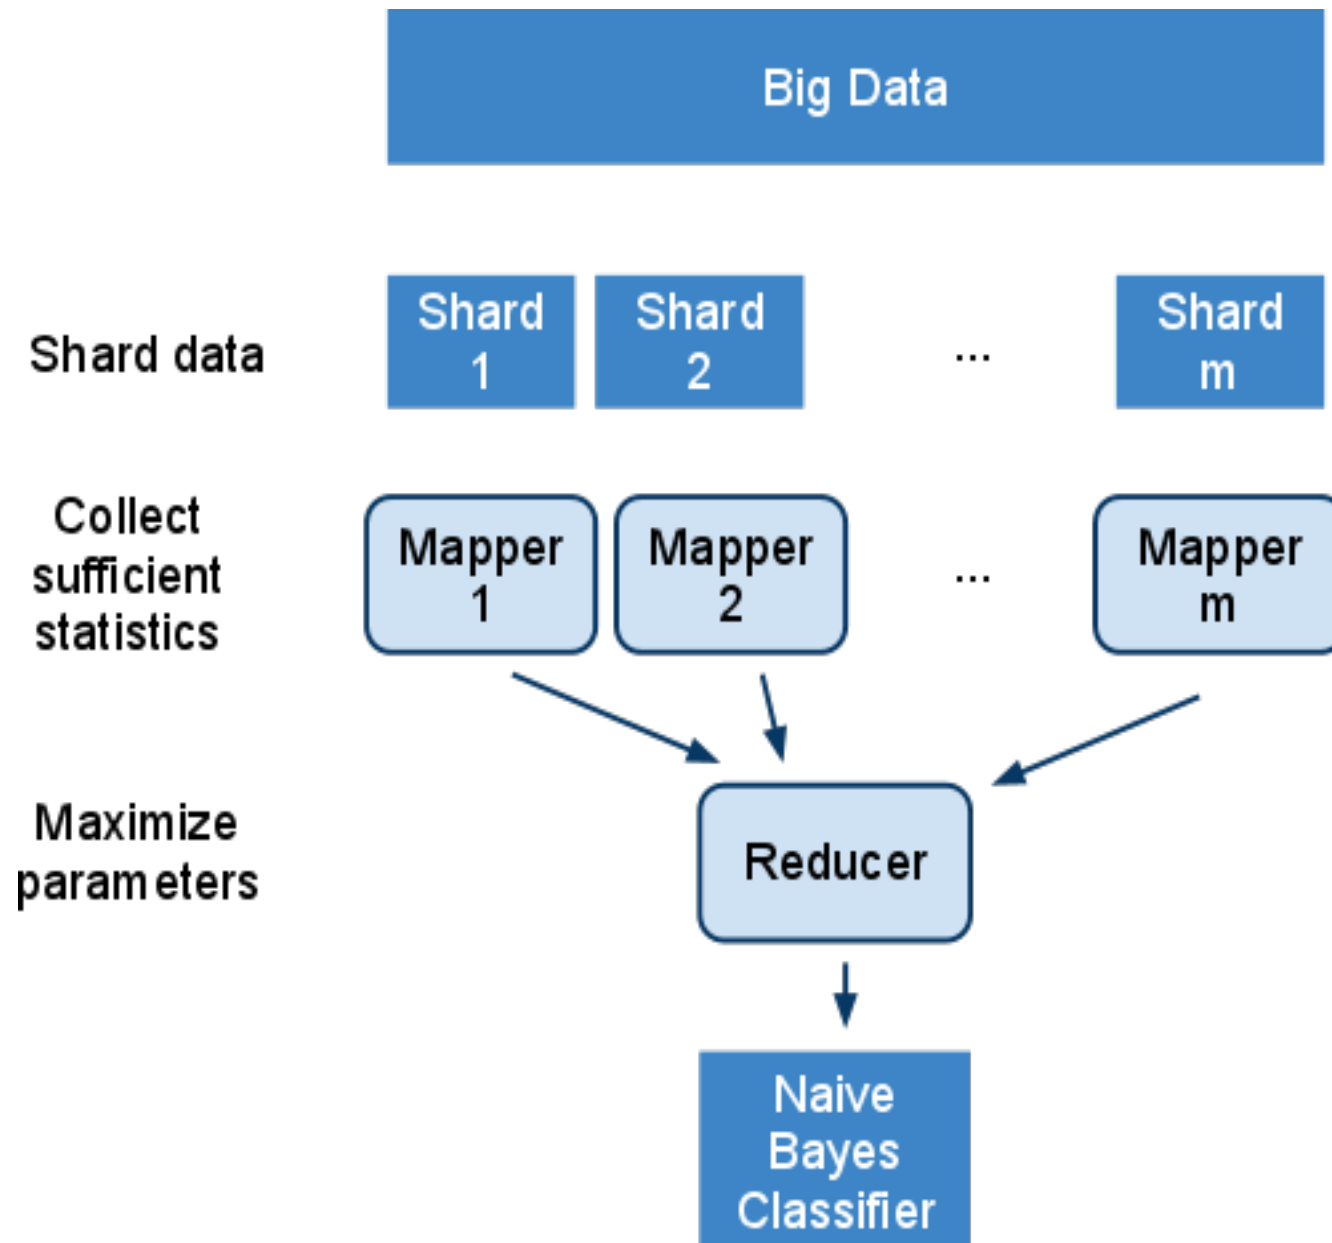 Big Data
Shard data
Shard
1
Shard
2
...
Shard
m
Collect
sufficient
statistics
Mapper
1
Mapper
2
...
Mapper
m
Maximize
parameters
Reducer
Naive
Bayes
Classifier